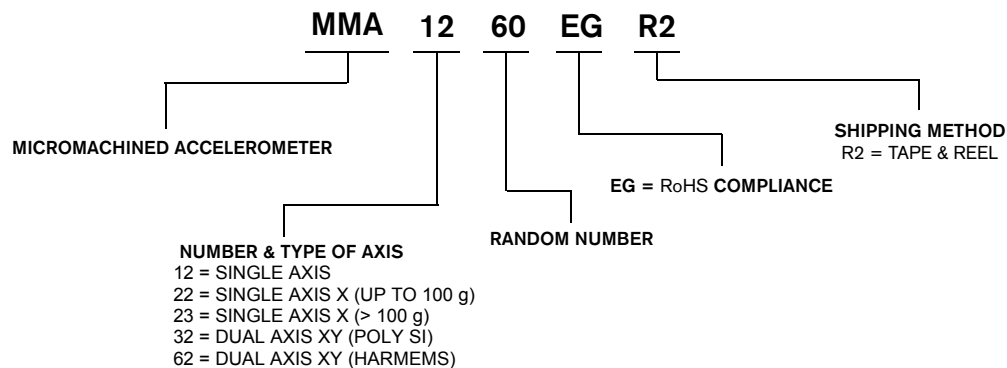 MMA 12 60 EG R2
MICROMACHINED ACCELEROMETER
SHIPPING METHOD
R2 = TAPE & REEL
EG = RoHS COMPLIANCE
RANDOM NUMBER
NUMBER & TYPE OF AXIS
12 = SINGLE AXIS
22 = SINGLE AXIS X (UP TO 100 g)
23 = SINGLE AXIS X (> 100 g)
32 = DUAL AXIS XY (POLY SI)
62 = DUAL AXIS XY (HARMEMS)